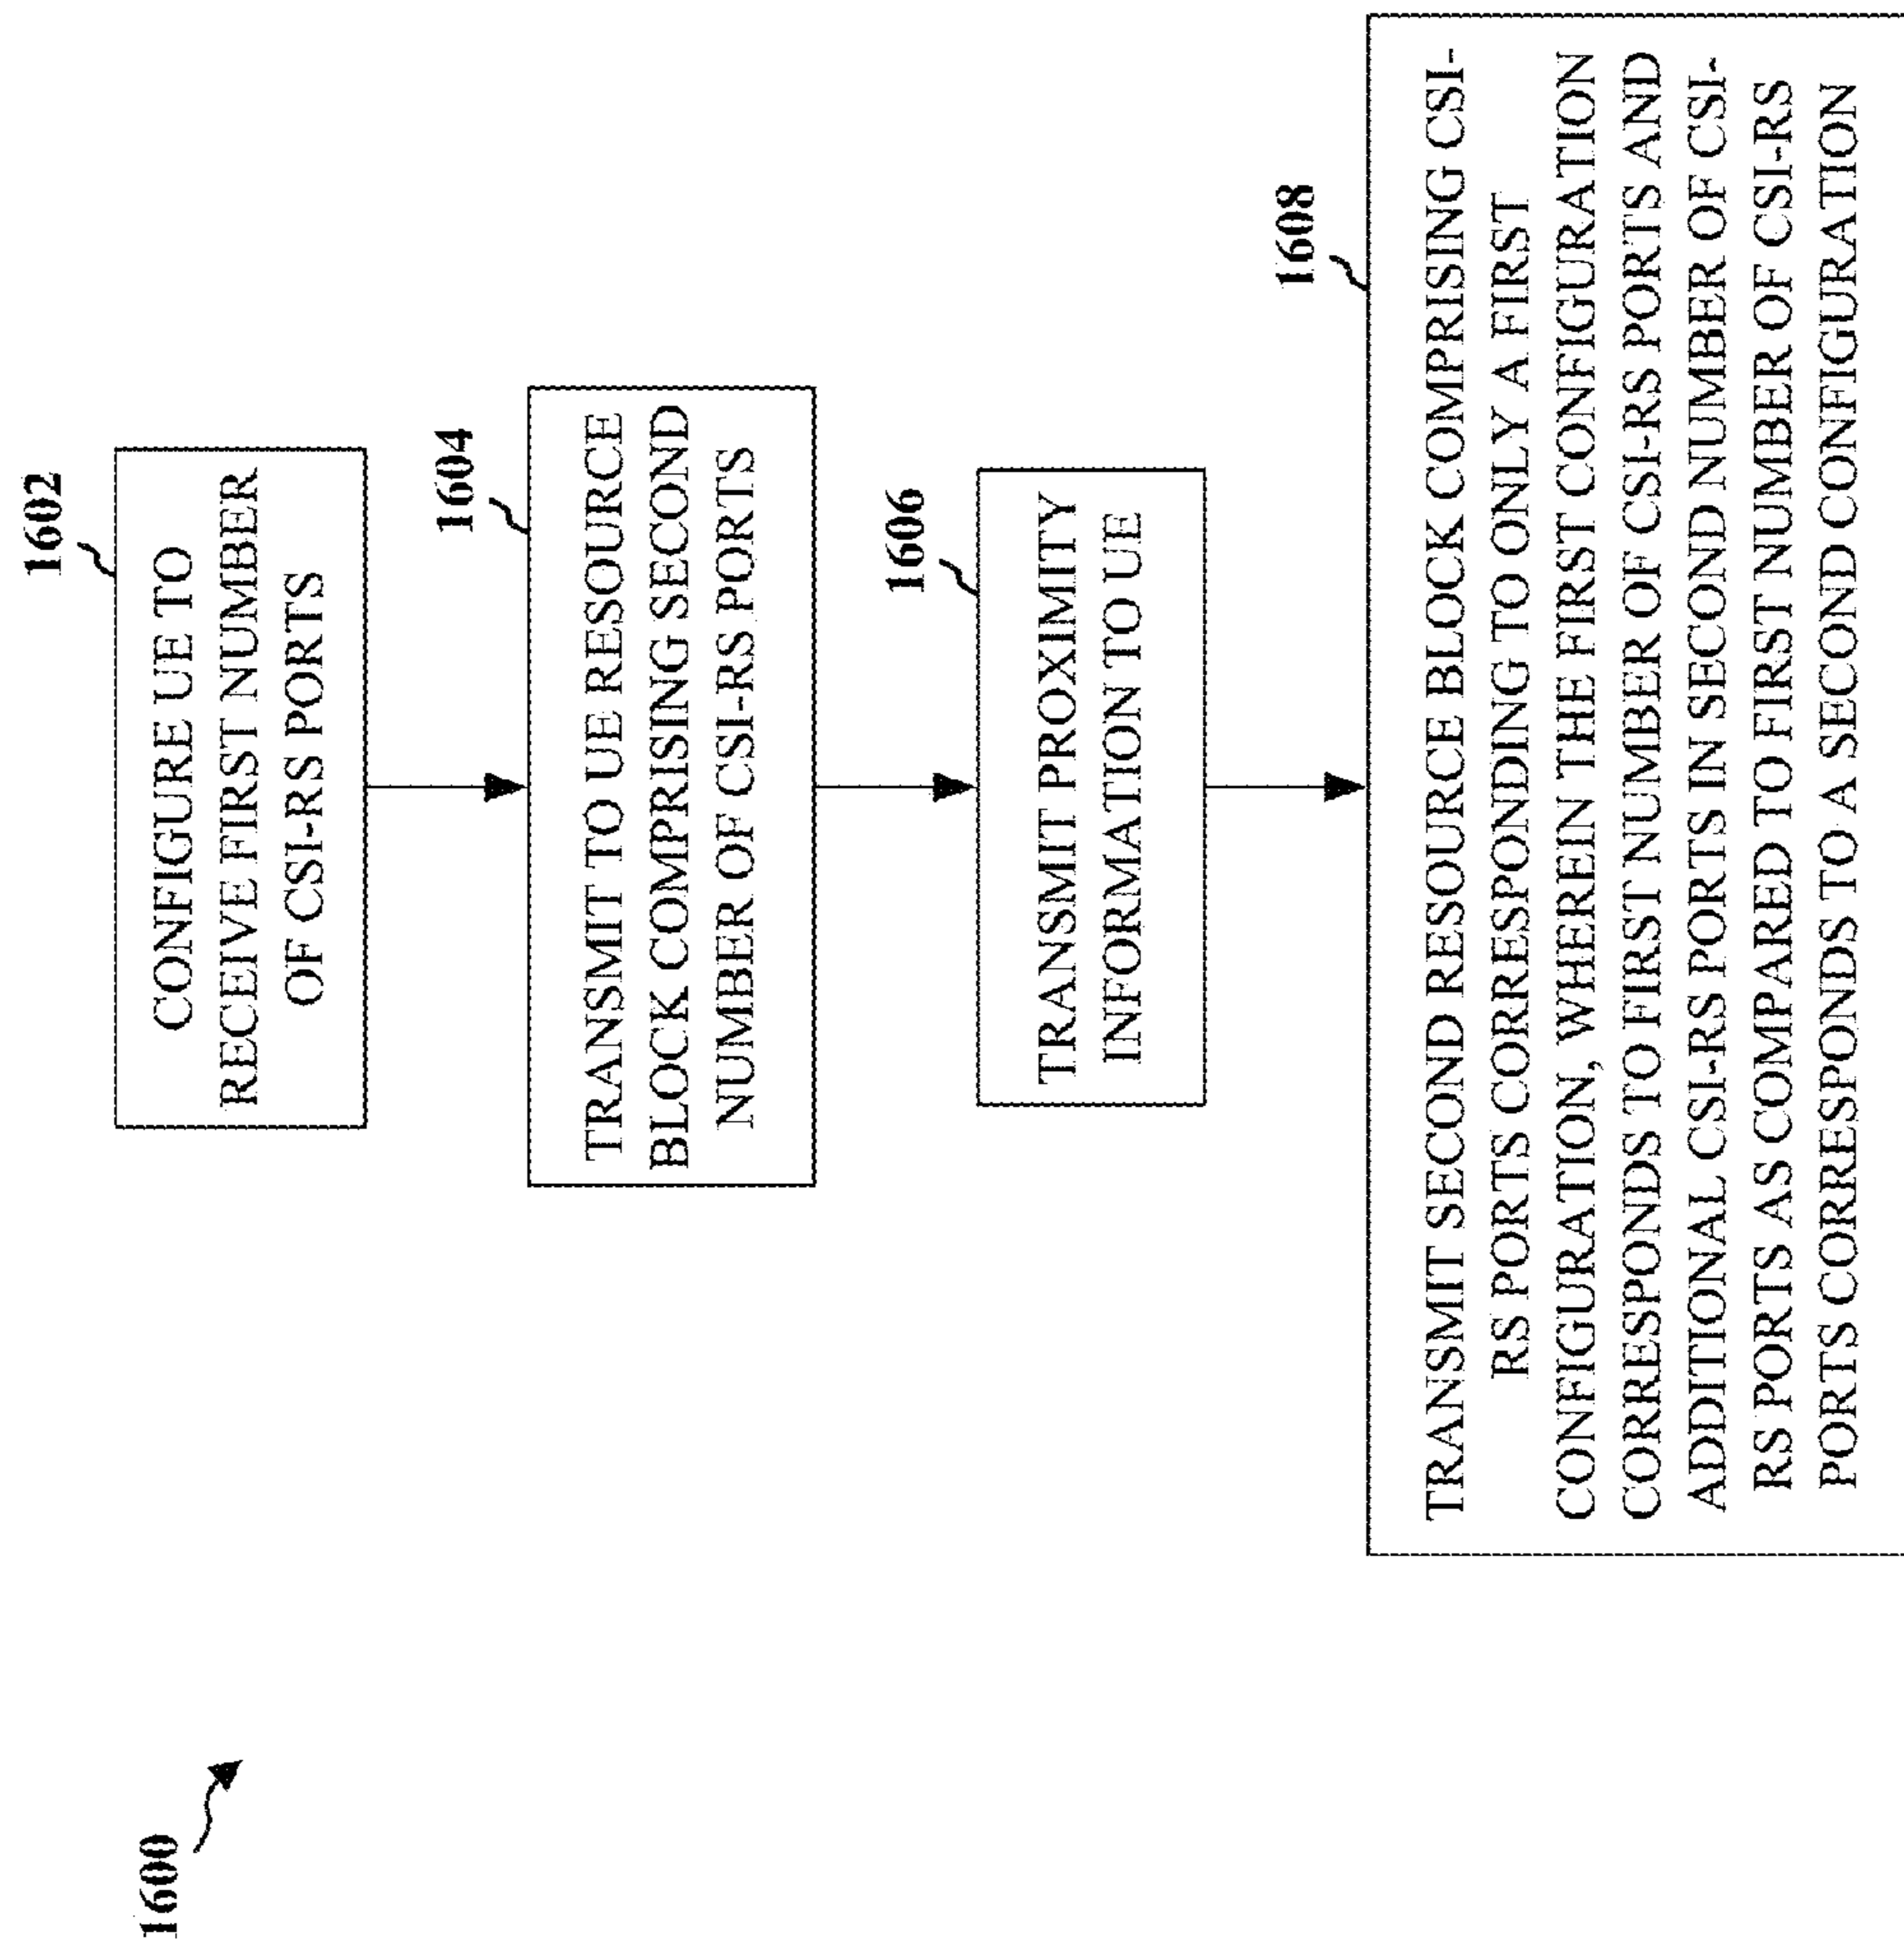 1600
1602
CONFIGURE UE TO
RECEIVE FIRST NUMBER
OF CSI-RS PORTS
1604
TRANSMIT TO UE RESOURCE
BLOCK COMPRISING SECOND
NUMBER OF CSI-RS PORTS
1606
TRANSMIT PROXIMITY
INFORMATION TO UE
1608
TRANSMIT SECOND RESOURCE BLOCK COMPRISING CSI-
RS PORTS CORRESPONDING TO ONLY A FIRST
CONFIGURATION, WHEREIN THE FIRST CONFIGURATION
CORRESPONDS TO FIRST NUMBER OF CSI-RS PORTS AND
ADDITIONAL CSI-RS PORTS IN SECOND NUMBER OF CSI-
RS PORTS AS COMPARED TO FIRST NUMBER OF CSI-RS
PORTS CORRESPONDS TO A SECOND CONFIGURATION